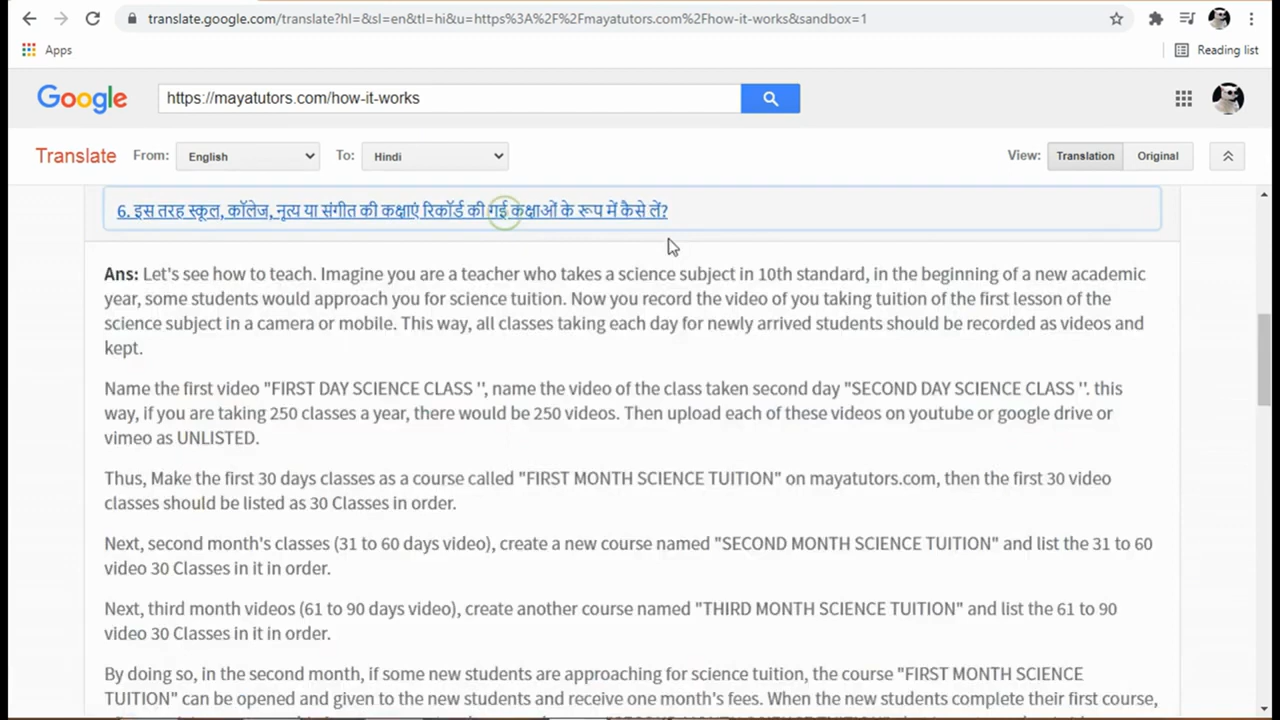 translate.google.com/translate?hl=&sl=en&tl=hi&u=https%3A%2F%2Fmayatutors.com%2Fhow-it-works&sandbox=1
Apps
Reading list
Google
https://mayatutors.com/how-it-works
Translate From: English To: Hindi View: Translation Original
6. इस तरह स्कूल, कॉलेज, नृत्य या संगीत की कक्षाएं रिकॉर्ड की गई कक्षाओं के रूप में कैसे लें?
Ans: Let's see how to teach. Imagine you are a teacher who takes a science subject in 10th standard, in the beginning of a new academic
year, some students would approach you for science tuition. Now you record the video of you taking tuition of the first lesson of the
science subject in a camera or mobile. This way, all classes taking each day for newly arrived students should be recorded as videos and
kept.
Name the first video "FIRST DAY SCIENCE CLASS '', name the video of the class taken second day "SECOND DAY SCIENCE CLASS ''. this
way, if you are taking 250 classes a year, there would be 250 videos. Then upload each of these videos on youtube or google drive or
vimeo as UNLISTED.
Thus, Make the first 30 days classes as a course called "FIRST MONTH SCIENCE TUITION" on mayatutors.com, then the first 30 video
classes should be listed as 30 Classes in order.
Next, second month's classes (31 to 60 days video), create a new course named "SECOND MONTH SCIENCE TUITION" and list the 31 to 60
video 30 Classes in it in order.
Next, third month videos (61 to 90 days video), create another course named "THIRD MONTH SCIENCE TUITION" and list the 61 to 90
video 30 Classes in it in order.
By doing so, in the second month, if some new students are approaching for science tuition, the course "FIRST MONTH SCIENCE
TUITION" can be opened and given to the new students and receive one month's fees. When the new students complete their first course,